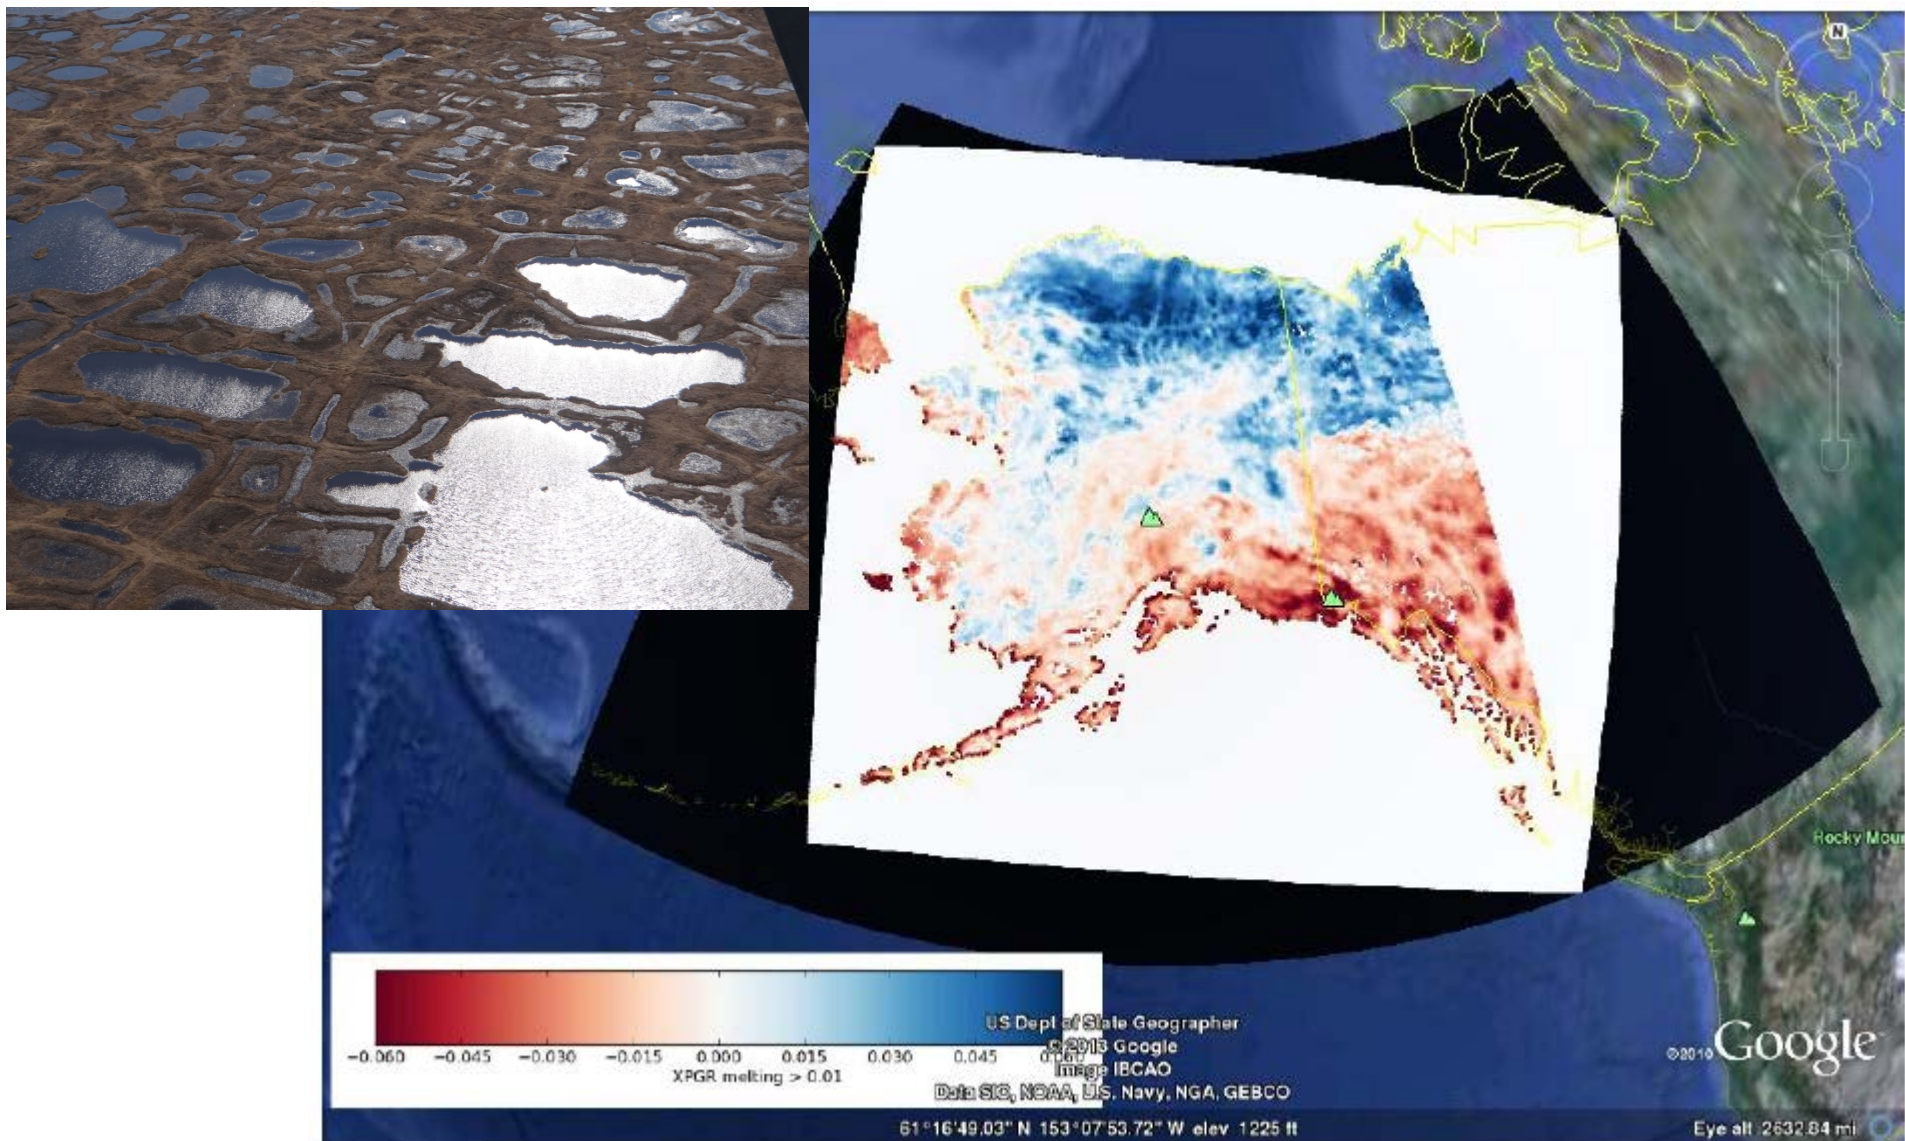 N
Rocky Mou
-0.060 -0.045 -0.030 -0.015 0.000 0.015 0.030 0.045
XPGR melting > 0.01
US Dept of State Geographer
© 2013 Google
Image IBCAO
Data SIO, NOAA, U.S. Navy, NGA, GEBCO
©2010 Google
61°16'49.03" N 153°07'53.72" W elev 1225 ft
Eye alt 2632.84 mi